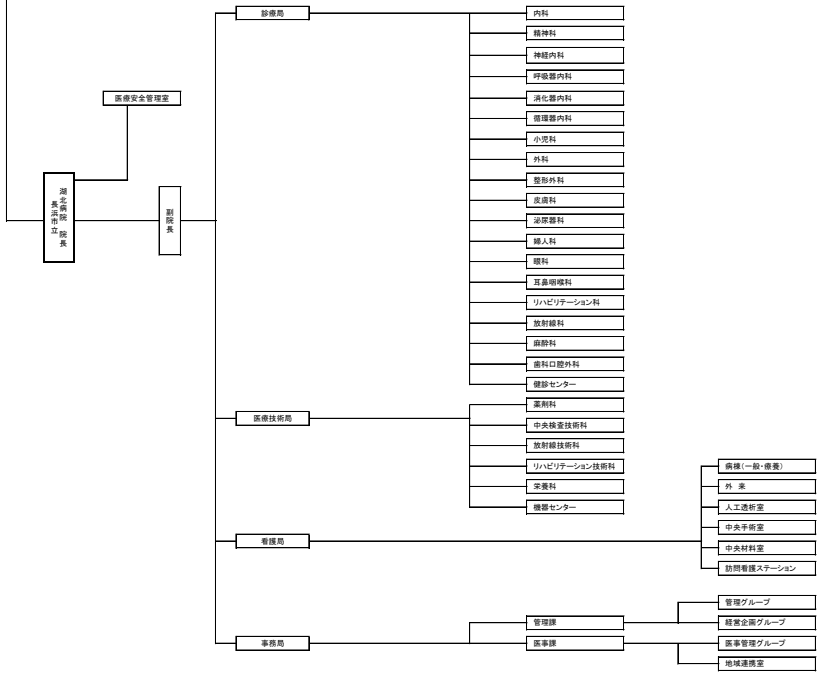 診療局
内科
精神科
神経内科
呼吸器内科
消化器内科
循環器内科
小児科
外科
整形外科
皮膚科
泌尿器科
婦人科
眼科
耳鼻咽喉科
リハビリテーション科
放射線科
麻酔科
歯科口腔外科
健診センター
医療安全管理室
長浜市立
湖北病院 院長
副院長
医療技術局
薬剤科
中央検査技術科
放射線技術科
リハビリテーション技術科
栄養科
機器センター
看護局
病棟(一般・療養)
外 来
人工透析室
中央手術室
中央材料室
訪問看護ステーション
事務局
管理課
管理グループ
経営企画グループ
医事課
医事管理グループ
地域連携室